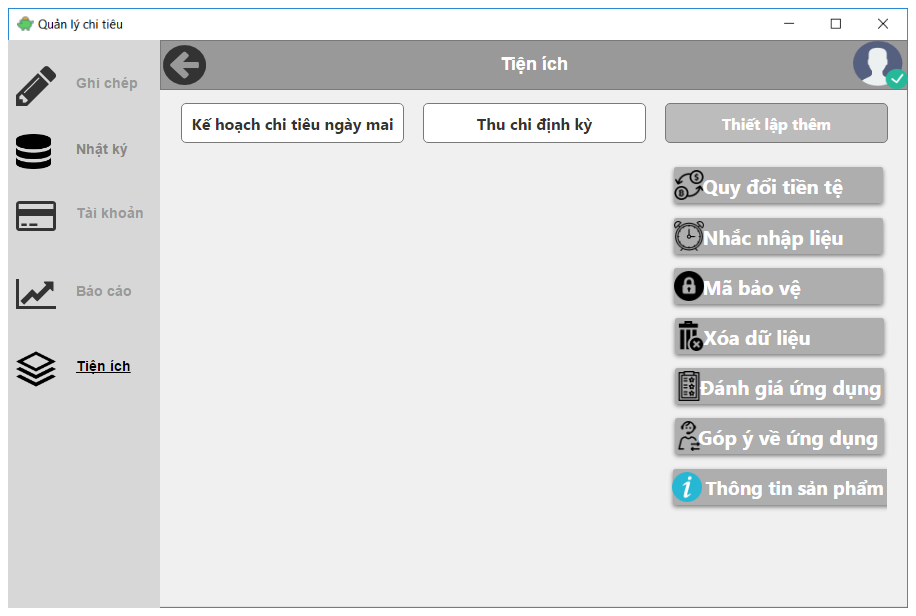 Quản lý chi tiêu
Tiện ích
Ghi chép
Nhật ký
Tài khoản
Báo cáo
Tiện ích
Kế hoạch chi tiêu ngày mai
Thu chi định kỳ
Thiết lập thêm
Quy đổi tiền tệ
Nhắc nhập liệu
Mã bảo vệ
Xóa dữ liệu
Đánh giá ứng dụng
Góp ý về ứng dụng
Thông tin sản phẩm